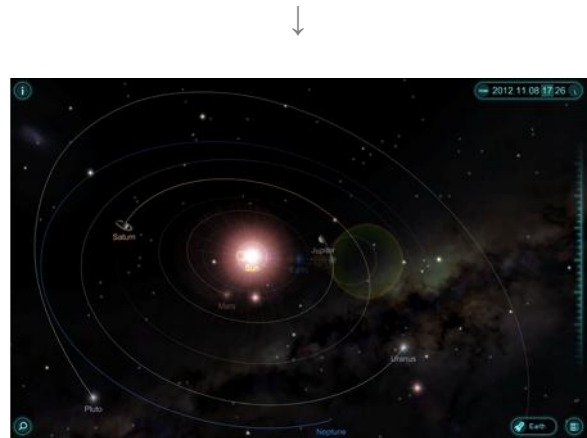 2012 11 08 17 26
Saturn
Jupiter
Sun
Mars
Uranus
Pluto
Neptune
Earth